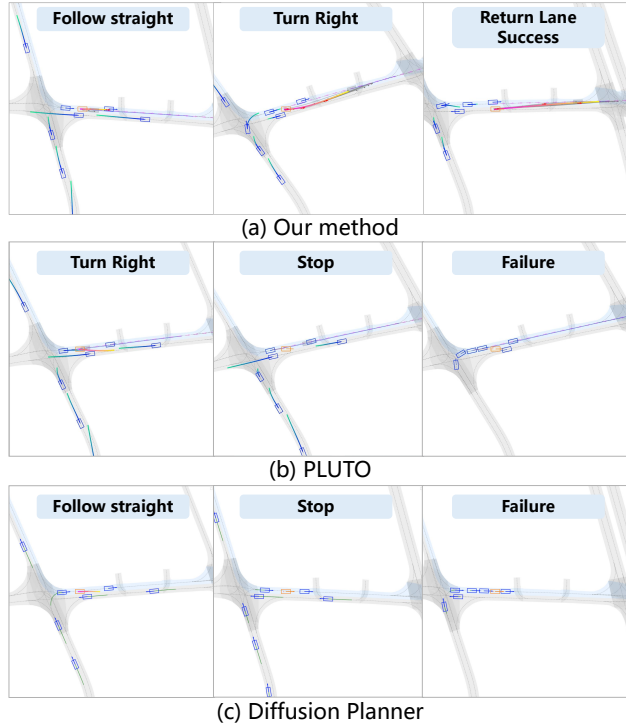 Follow straight
Turn Right
Return Lane
Success
(a) Our method
Turn Right
Stop
Failure
(b) PLUTO
Follow straight
Stop
Failure
(c) Diffusion Planner